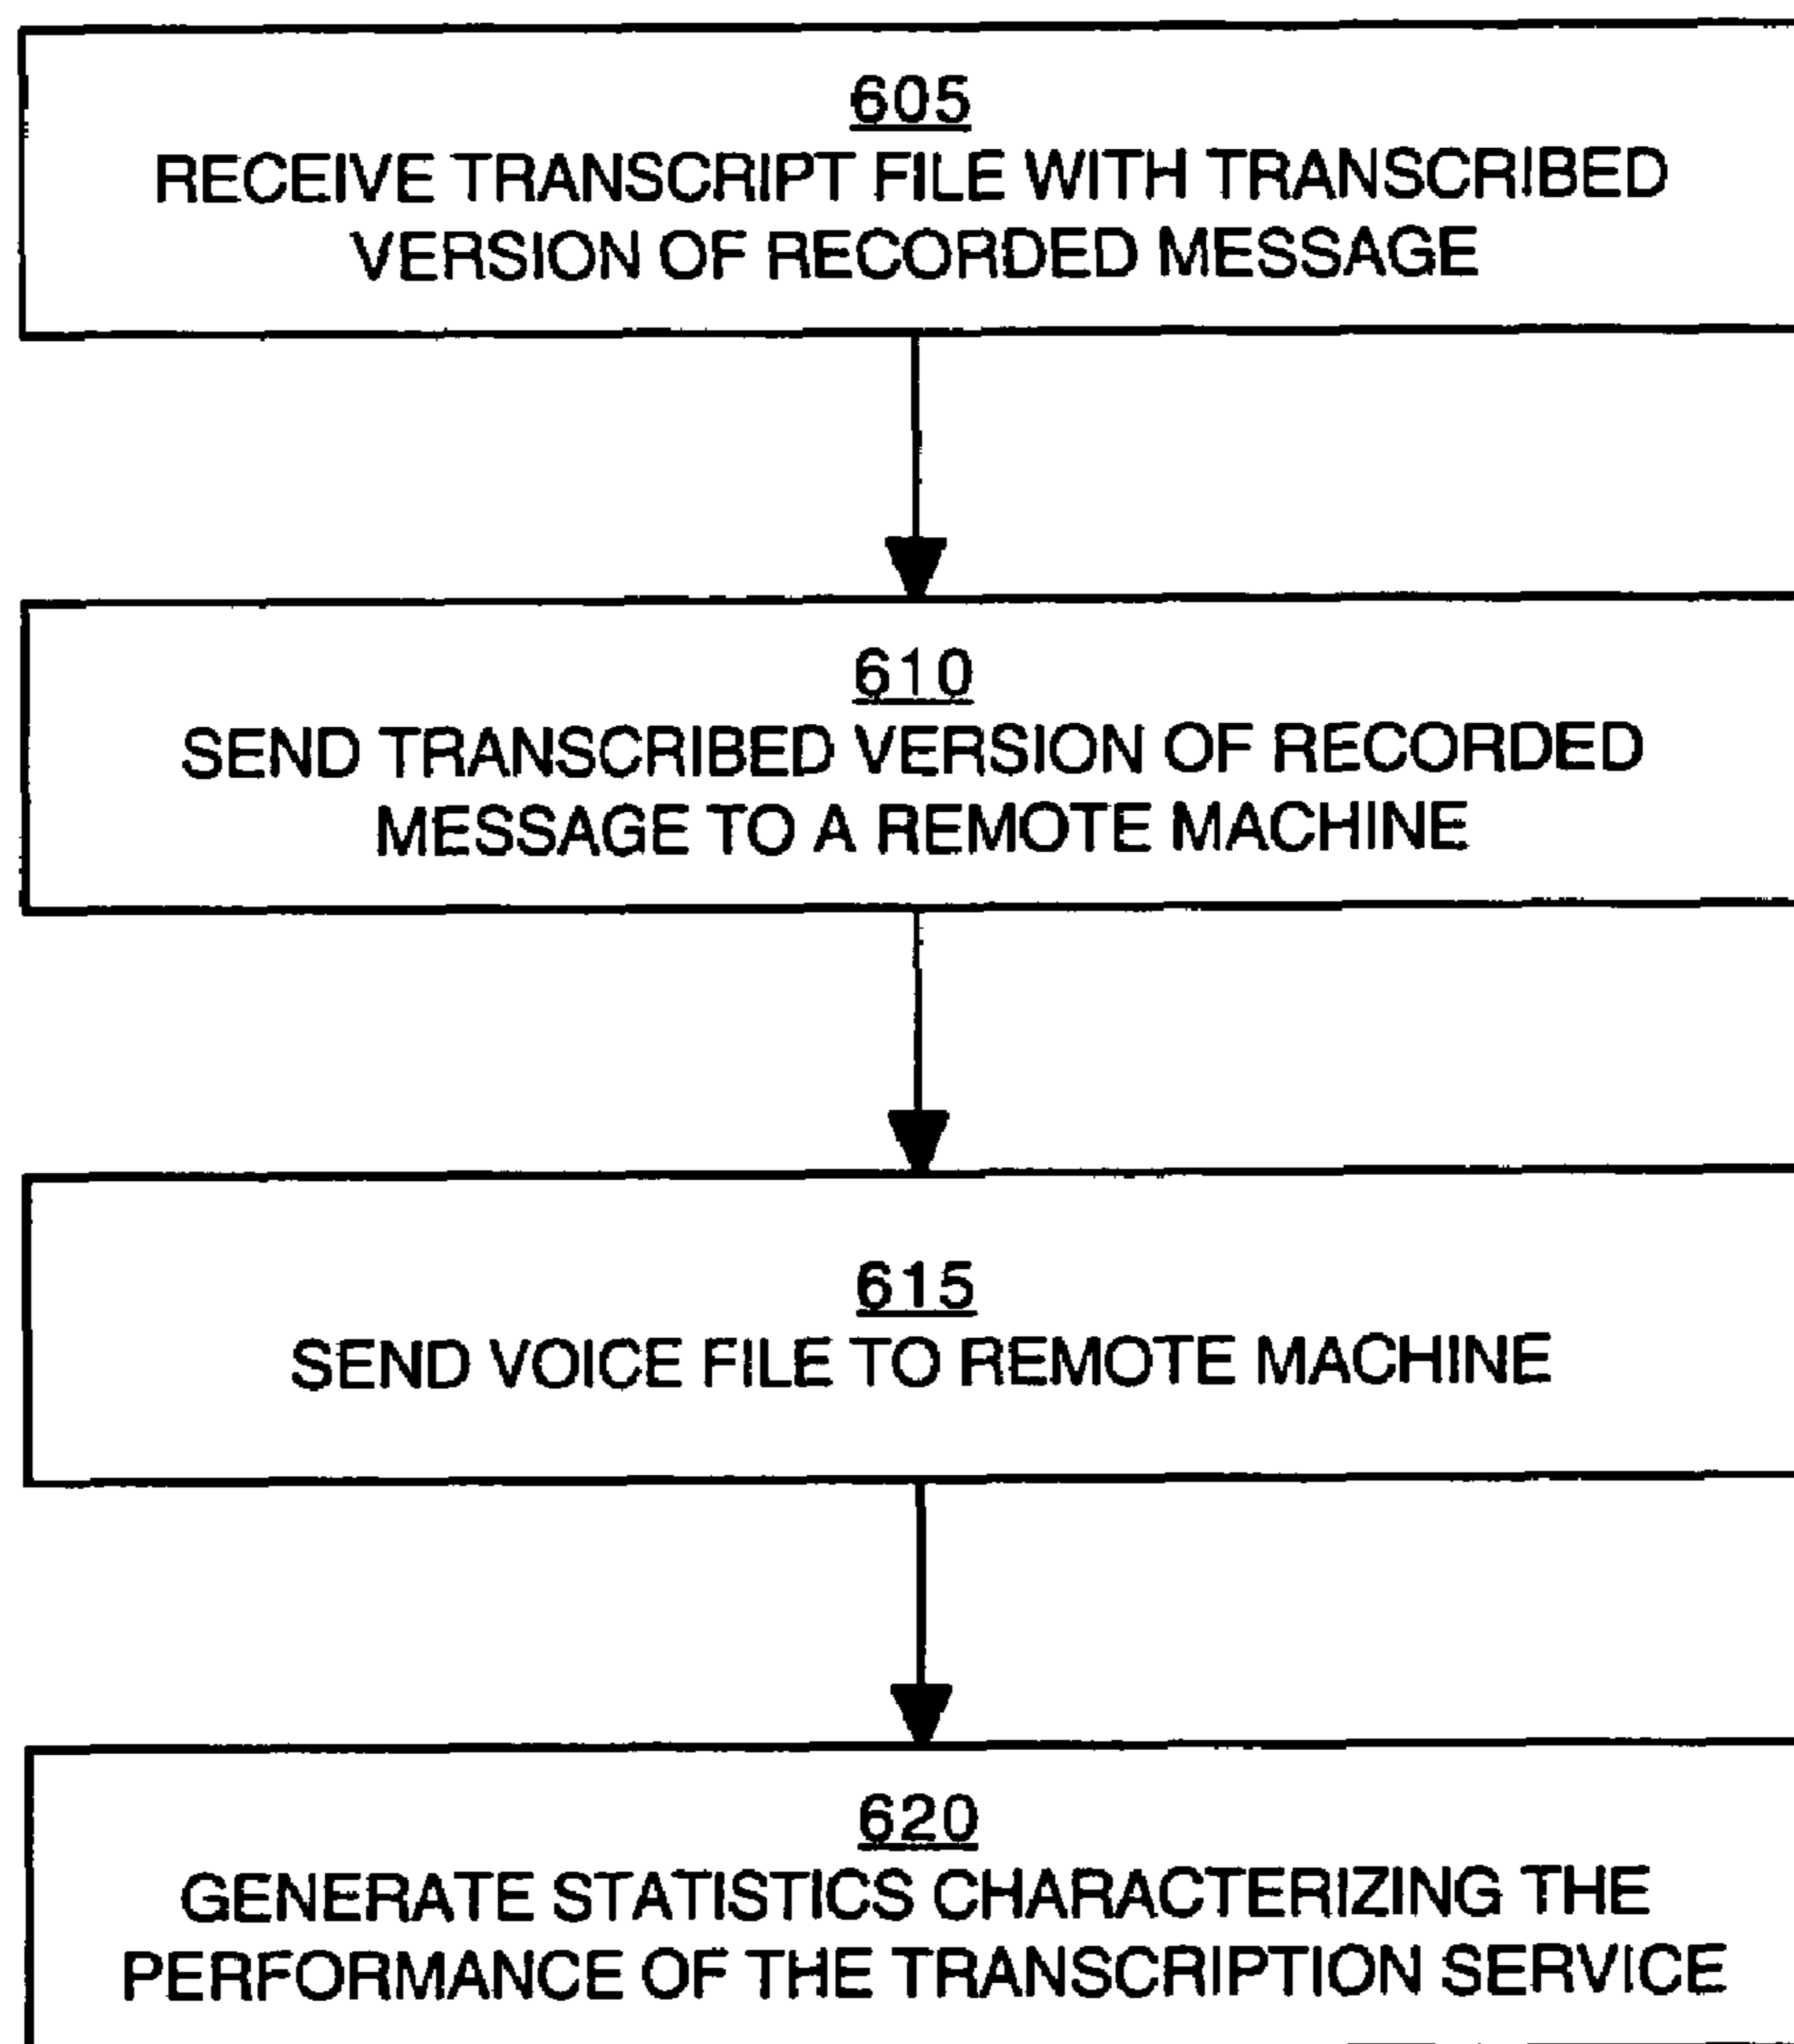 605
RECEIVE TRANSCRIPT FILE WITH TRANSCRIBED
VERSION OF RECORDED MESSAGE
610
SEND TRANSCRIBED VERSION OF RECORDED
MESSAGE TO A REMOTE MACHINE
615
SEND VOICE FILE TO REMOTE MACHINE
620
GENERATE STATISTICS CHARACTERIZING THE
PERFORMANCE OF THE TRANSCRIPTION SERVICE